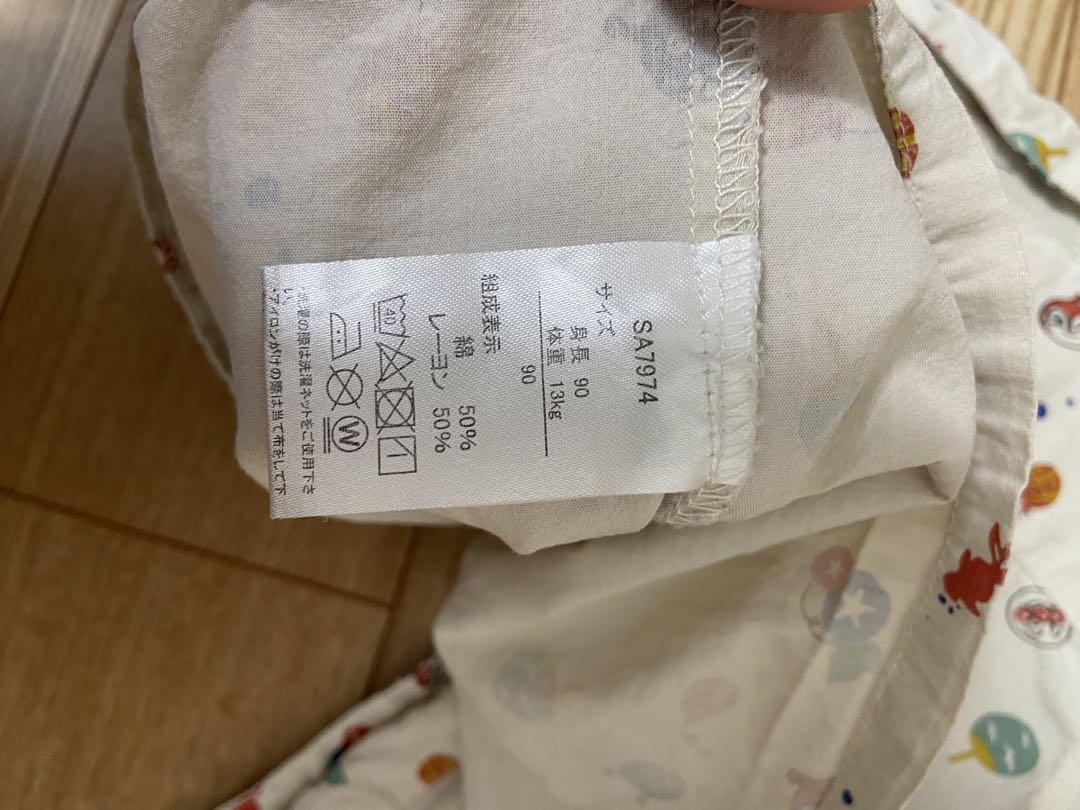 SA7974
サイズ
身長 90
体重 13kg
90
組成表示
綿 50%
レーヨン 50%
40
W
・洗濯の際は洗濯ネットをご使用下さ
い。
・アイロンがけの際は当て布をして下